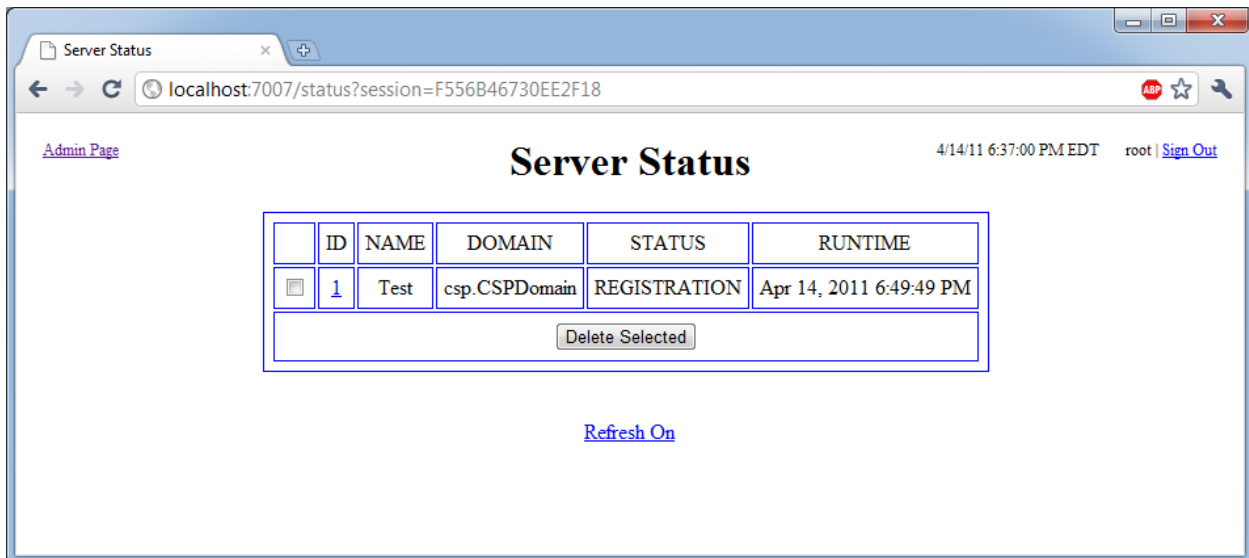 Server Status
localhost:7007/status?session=F556B46730EE2F18
ABP
Admin Page
Server Status
4/14/11 6:37:00 PM EDT root | Sign Out
ID NAME DOMAIN STATUS RUNTIME
1 Test csp.CSPDomain REGISTRATION Apr 14, 2011 6:49:49 PM
Delete Selected
Refresh On